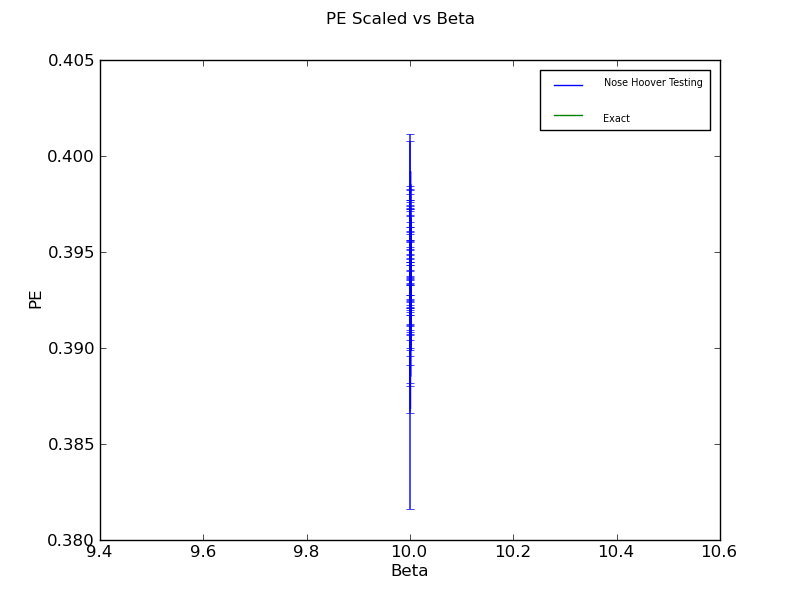 PE Scaled vs Beta
0.405
Nose Hoover Testing
Exact
0.400
0.395
PE
0.390
0.385
0.380
9.4 9.6 9.8 10.0 10.2 10.4 10.6
Beta